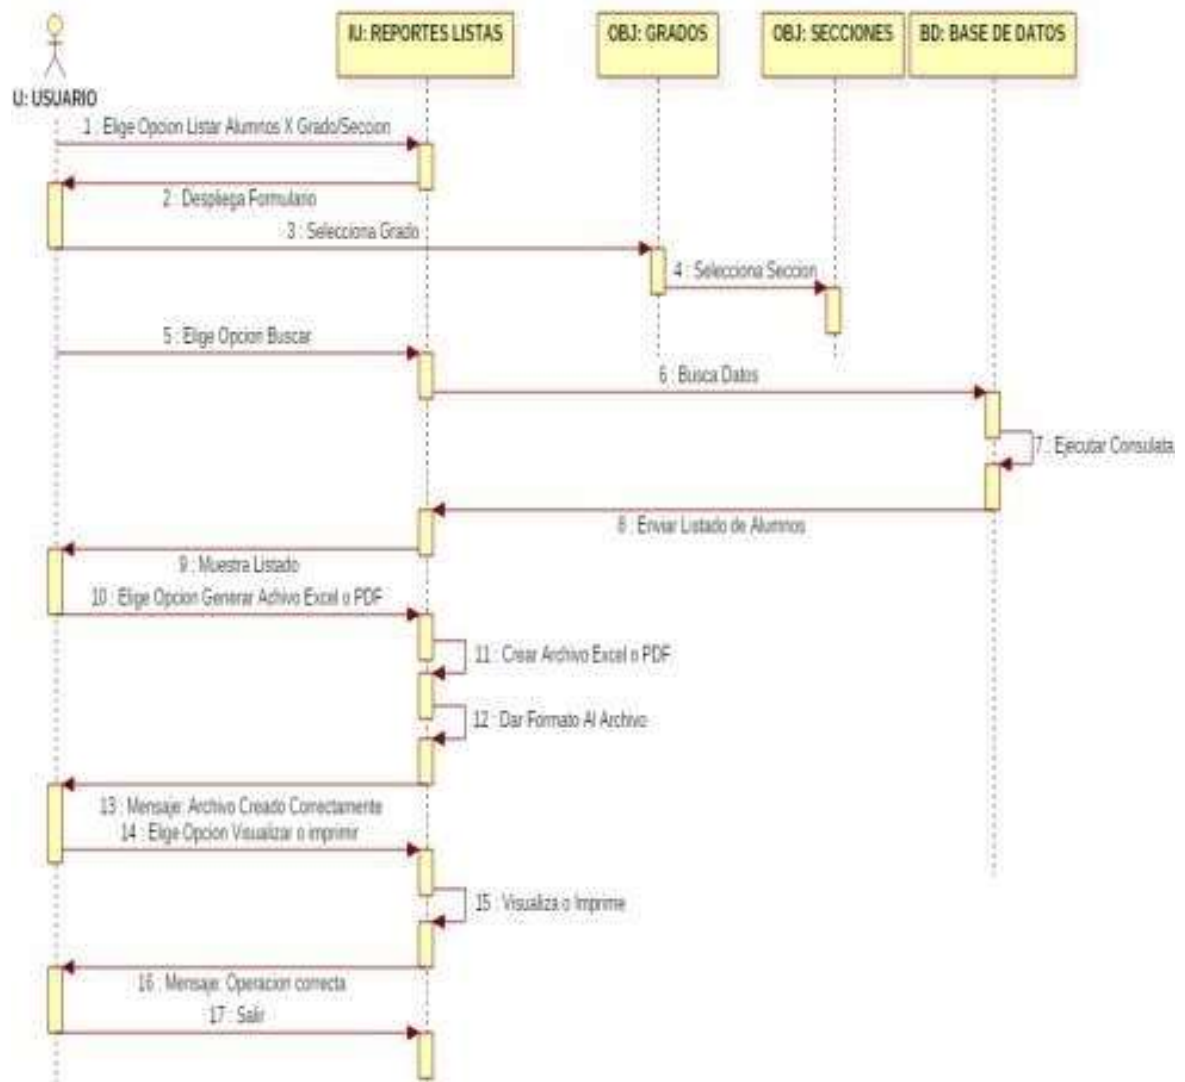 IU: REPORTES LISTAS
OBJ: GRADOS
OBJ: SECCIONES
BD: BASE DE DATOS
U: USUARIO
1 : Elige Opcion Listar Alumnos X Grado/Seccion
2 : Despliega Formulario
3 : Selecciona Grado
4 : Selecciona Seccion
5 : Elige Opcion Buscar
6 : Busca Datos
7 : Ejecutar Consulata
8 : Enviar Listado de Alumnos
9 : Muestra Listado
10 : Elige Opcion Generar Achivo Excel o PDF
11 : Crear Archivo Excel o PDF
12 : Dar Formato Al Archivo
13 : Mensaje: Archivo Creado Correctamente
14 : Elige Opcion Visualizar o imprimir
15 : Visualiza o Imprime
16 : Mensaje: Operacion correcta
17 : Salir